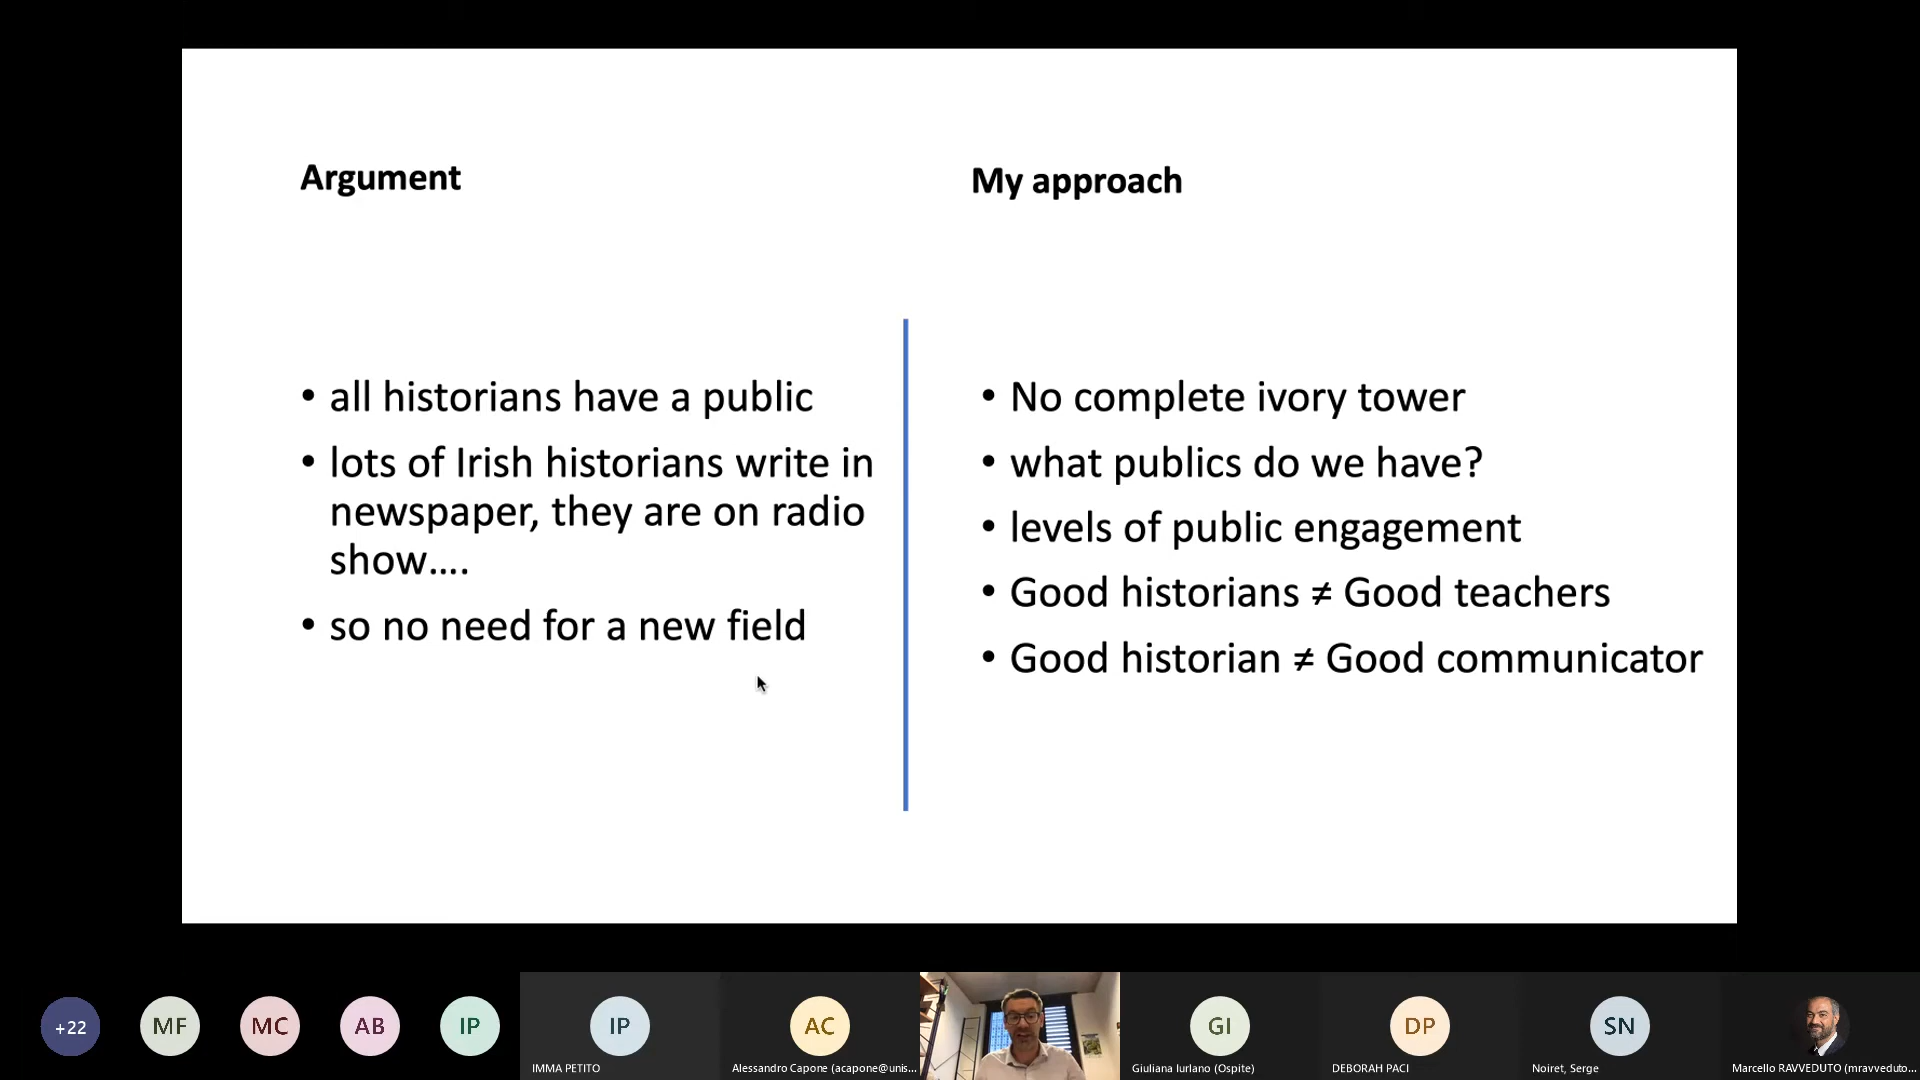 Argument
• all historians have a public
• lots of Irish historians write in
newspaper, they are on radio
show....
• so no need for a new field
My approach
• No complete ivory tower
• what publics do we have?
• levels of public engagement
• Good historians ≠ Good teachers
• Good historian ≠ Good communicator
+22
MF
MC
AB
IP
IP
IMMA PETITO
AC
Alessandro Capone (acapone@unis...
GI
Giuliana Iurlano (Ospite)
DP
DEBORAH PACI
SN
Noiret, Serge
Marcello RAVVEDUTO (mravveduto...